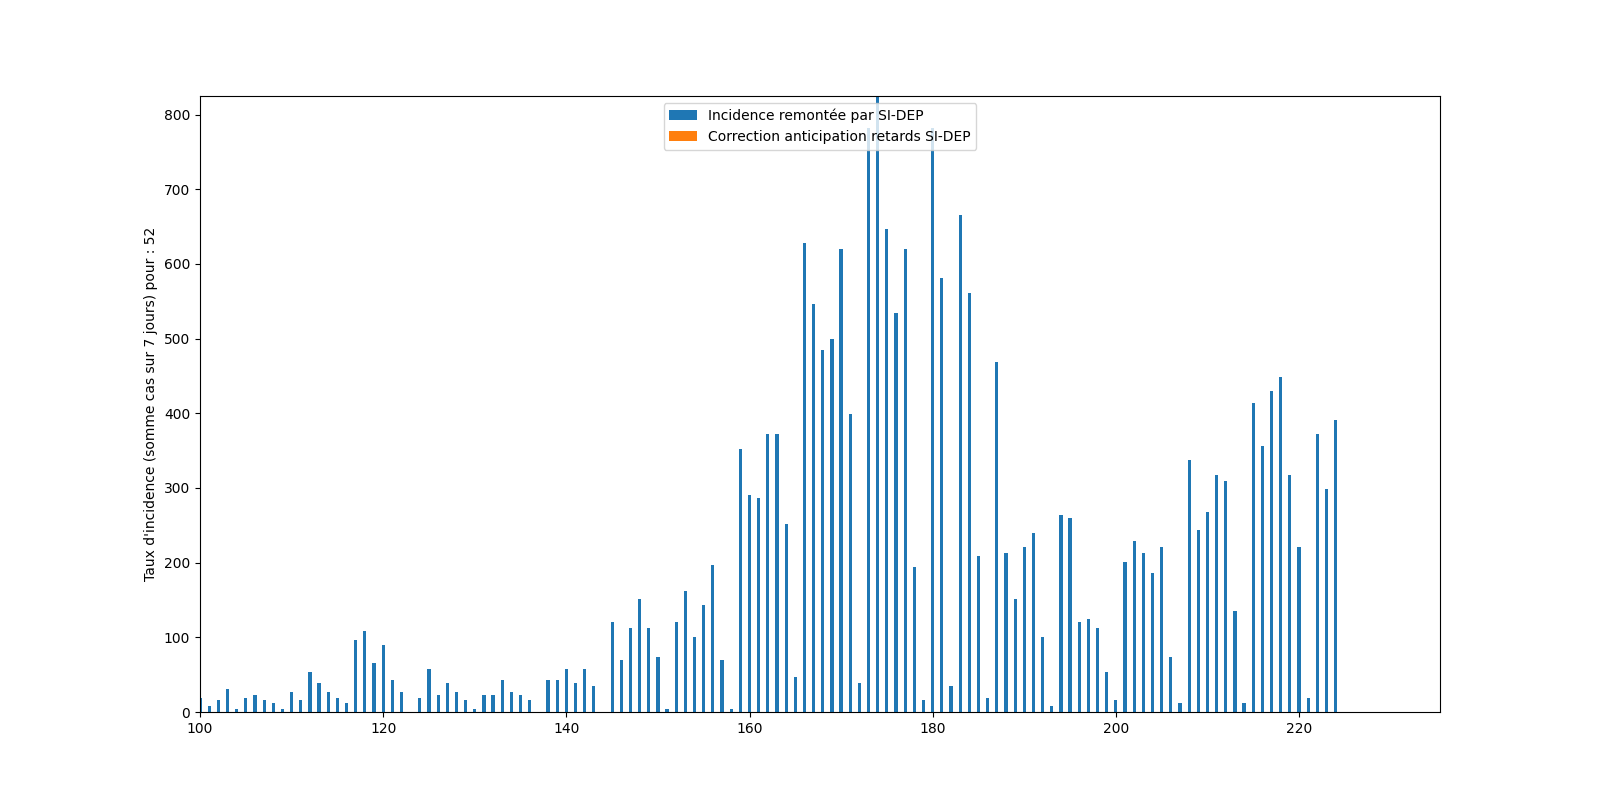 Incidence remontée par SI-DEP
Correction anticipation retards SI-DEP
Taux d'incidence (somme cas sur 7 jours) pour : 52
800
700
600
500
400
300
200
100
0
100 120 140 160 180 200 220